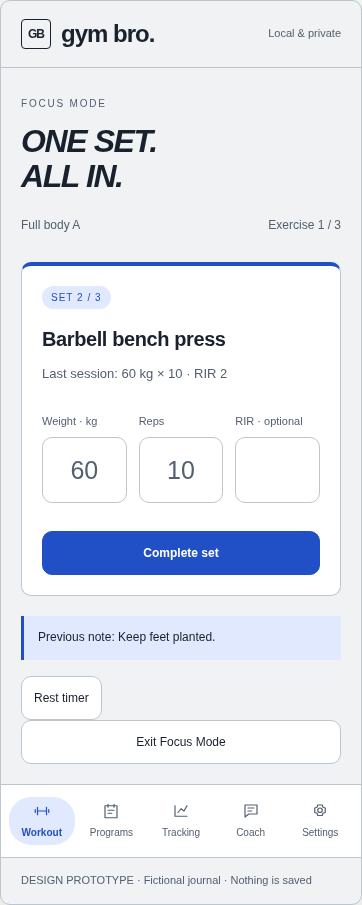 GB gym bro. Local & private
FOCUS MODE
ONE SET.
ALL IN.
Full body A Exercise 1 / 3
SET 2 / 3
Barbell bench press
Last session: 60 kg × 10 · RIR 2
Weight · kg Reps RIR · optional
60 10
Complete set
Previous note: Keep feet planted.
Rest timer
Exit Focus Mode
Workout Programs Tracking Coach Settings
DESIGN PROTOTYPE · Fictional journal · Nothing is saved